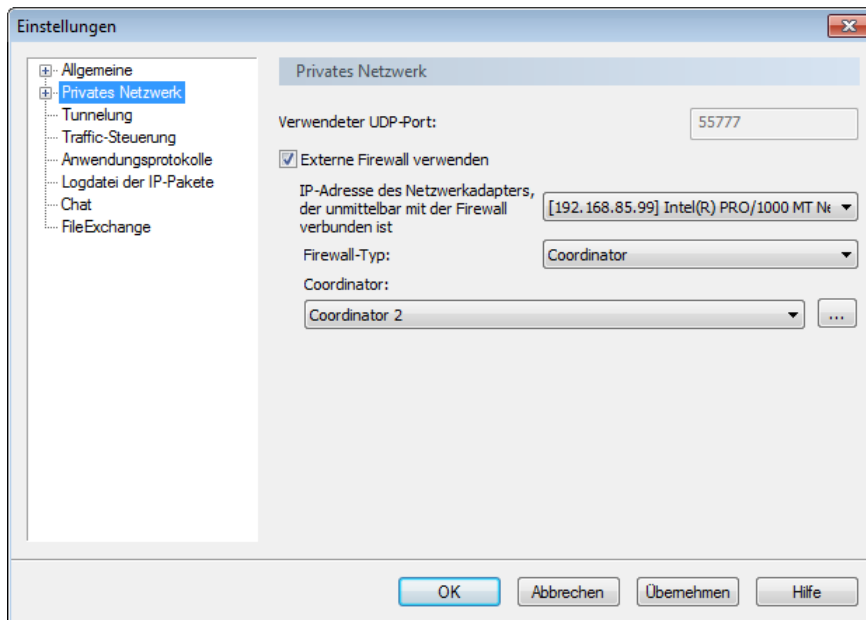 Einstellungen
Allgemeine
Privates Netzwerk
Tunnelung
Traffic-Steuerung
Anwendungsprotokolle
Logdatei der IP-Pakete
Chat
FileExchange
Privates Netzwerk
Verwendeter UDP-Port:
55777
Externe Firewall verwenden
IP-Adresse des Netzwerkadapters,
der unmittelbar mit der Firewall
verbunden ist
[192.168.85.99] Intel(R) PRO/1000 MT Ne
Firewall-Typ:
Coordinator
Coordinator:
Coordinator 2
...
OK
Abbrechen
Übernehmen
Hilfe